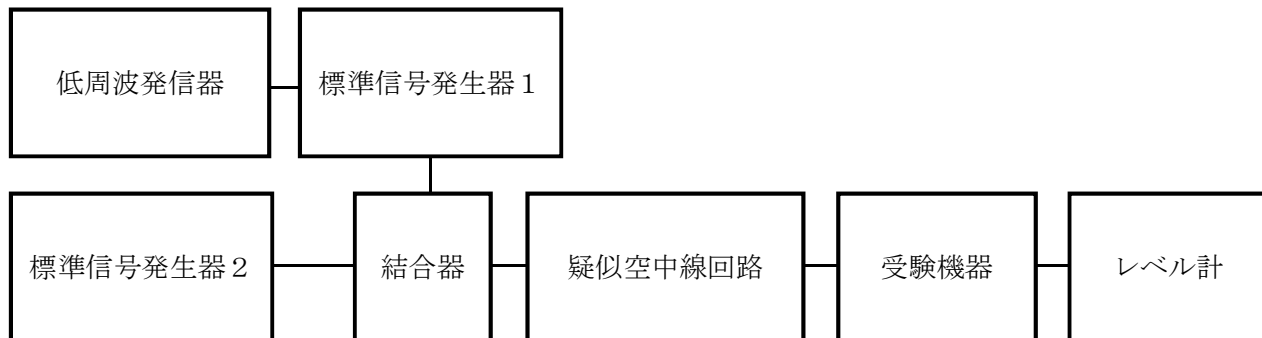 低周波発信器
標準信号発生器1
標準信号発生器2
結合器
疑似空中線回路
受験機器
レベル計